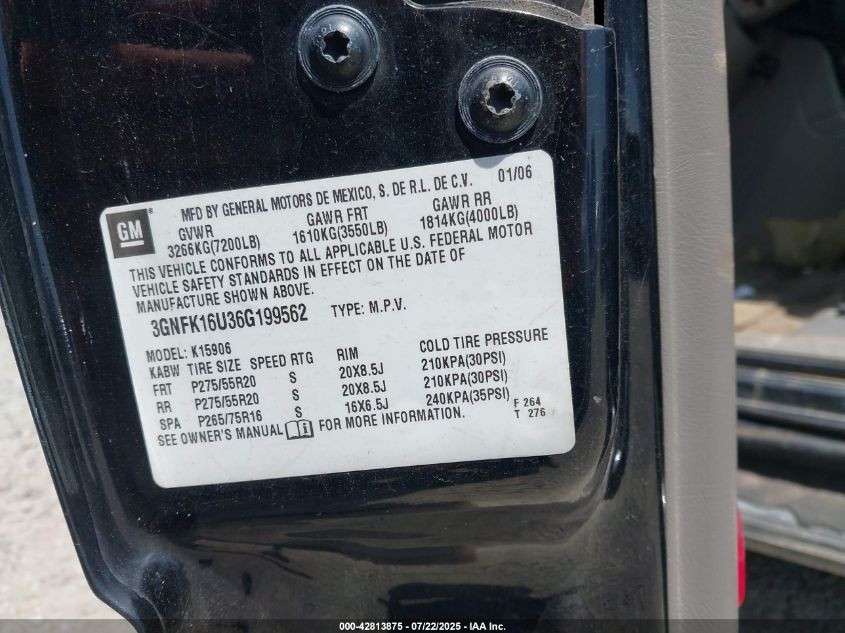 MFD BY GENERAL MOTORS DE MEXICO, S. DE R.L. DE C.V. 01/06
GM
GVWR GAWR FRT GAWR RR
3266KG(7200LB) 1610KG(3550LB) 1814KG(4000LB)
THIS VEHICLE CONFORMS TO ALL APPLICABLE U.S. FEDERAL MOTOR
VEHICLE SAFETY STANDARDS IN EFFECT ON THE DATE OF
MANUFACTURE SHOWN ABOVE.
3GNFK16U36G199562 TYPE: M.P.V.
MODEL: K15906
KABW TIRE SIZE SPEED RTG RIM COLD TIRE PRESSURE
FRT P275/55R20 S 20X8.5J 210KPA(30PSI)
RR P275/55R20 S 20X8.5J 210KPA(30PSI)
SPA P265/75R16 S 16X6.5J 240KPA(35PSI)
SEE OWNER'S MANUAL FOR MORE INFORMATION.
F 264
T 276
000-42813875 - 07/22/2025 - IAA Inc.